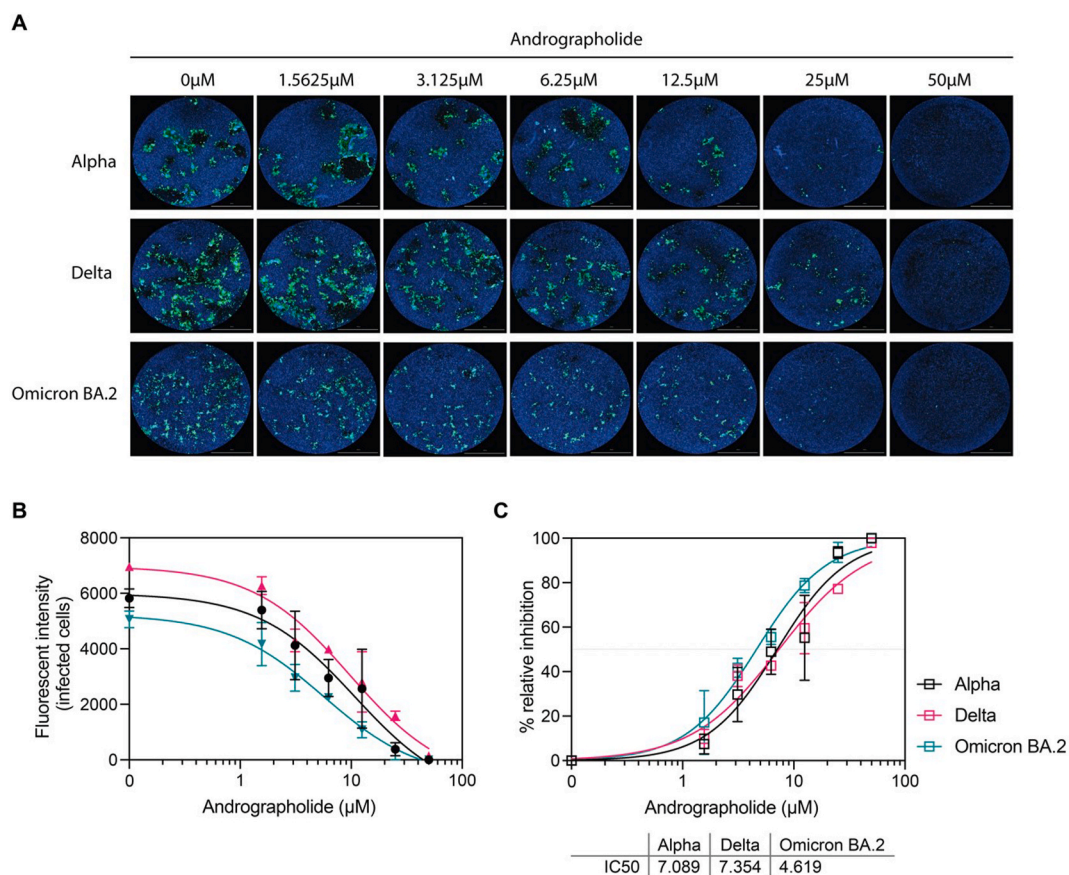 A
Andrographolide
0µM 1.5625µM 3.125µM 6.25µM 12.5µM 25µM 50µM
Alpha
Delta
Omicron BA.2
B
8000
6000
4000
2000
0
Fluorescent intensity
(infected cells)
0 1 10 100
Andrographolide (µM)
C
100
80
60
40
20
0
% relative inhibition
0 1 10 100
Andrographolide (µM)
Alpha
Delta
Omicron BA.2
Alpha Delta Omicron BA.2
IC50 7.089 7.354 4.619